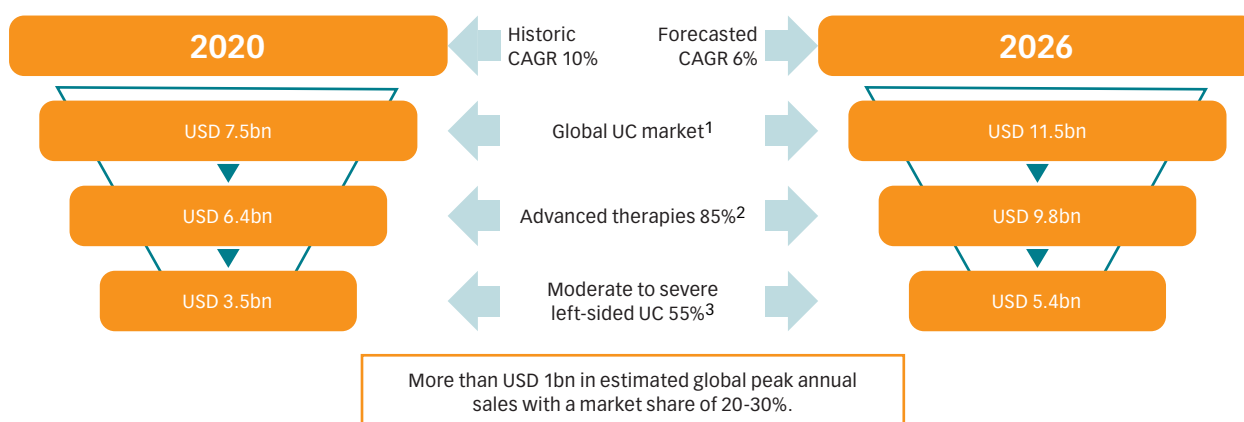 2020
Historic
CAGR 10%
Forecasted
CAGR 6%
2026
USD 7.5bn
Global UC market1
USD 11.5bn
USD 6.4bn
Advanced therapies 85%2
USD 9.8bn
USD 3.5bn
Moderate to severe
left-sided UC 55%3
USD 5.4bn
More than USD 1bn in estimated global peak annual
sales with a market share of 20-30%.